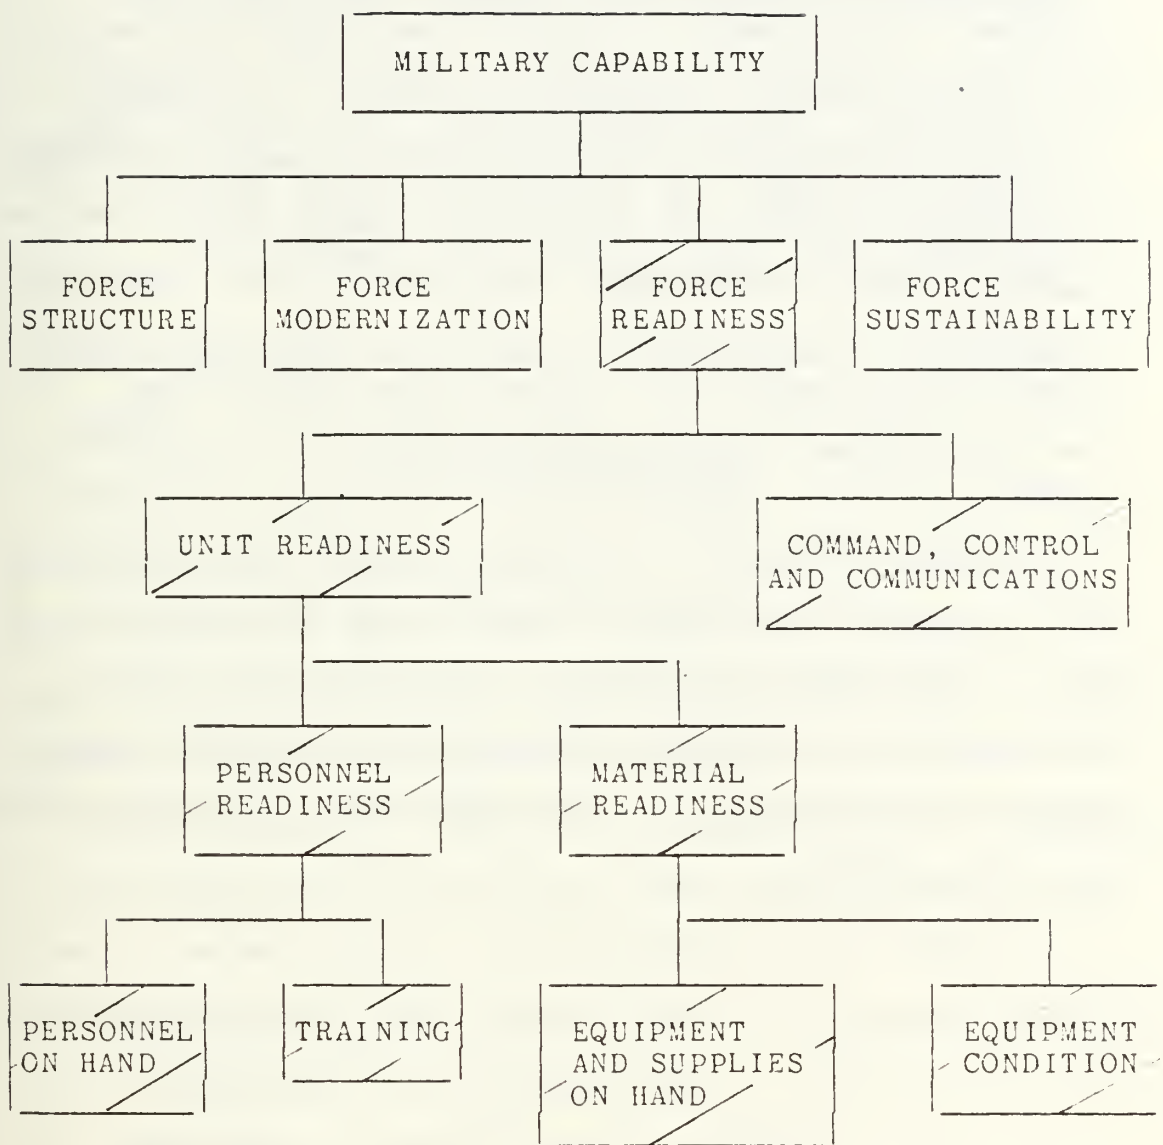 MILITARY CAPABILITY
FORCE
STRUCTURE
FORCE
MODERNIZATION
FORCE
READINESS
FORCE
SUSTAINABILITY
UNIT READINESS
COMMAND, CONTROL
AND COMMUNICATIONS
PERSONNEL
READINESS
MATERIAL
READINESS
PERSONNEL
ON HAND
TRAINING
EQUIPMENT
AND SUPPLIES
ON HAND
EQUIPMENT
CONDITION